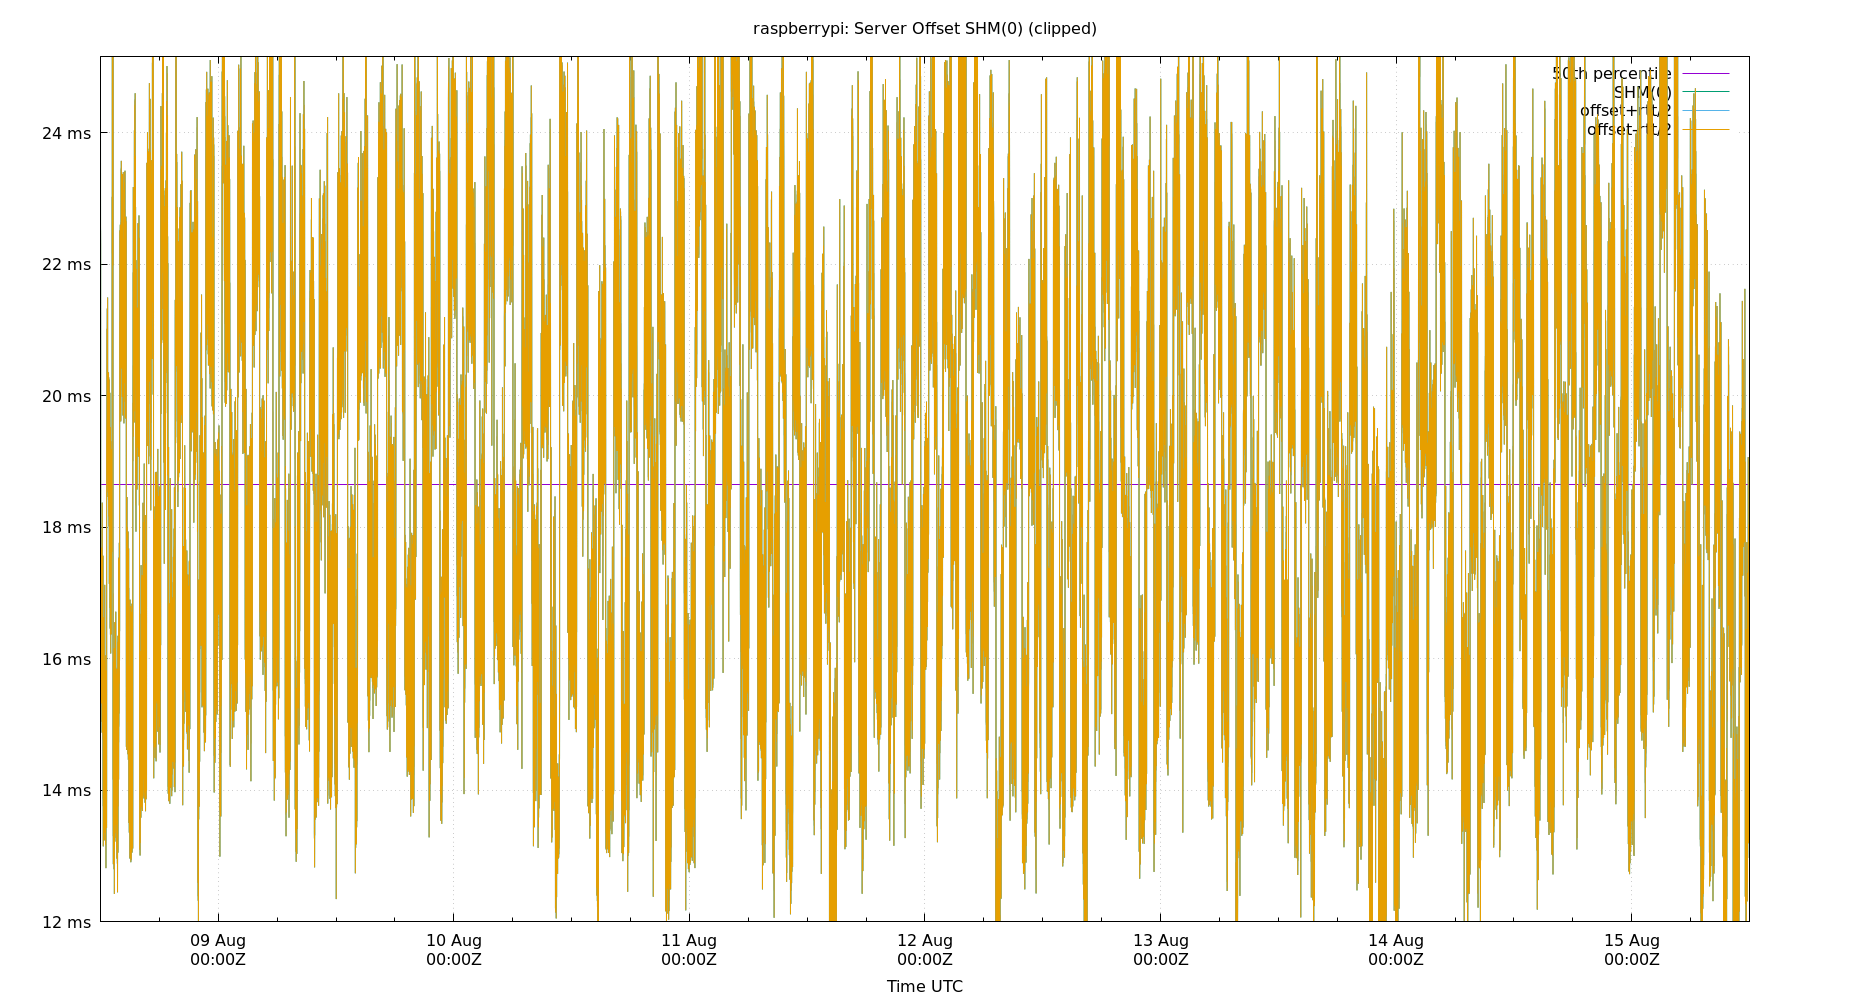 raspberrypi: Server Offset SHM(0) (clipped)
50th percentile
SHM(0)
offset+rtt/2
offset-rtt/2
24 ms
22 ms
20 ms
18 ms
16 ms
14 ms
12 ms
09 Aug 10 Aug 11 Aug 12 Aug 13 Aug 14 Aug 15 Aug
00:00Z 00:00Z 00:00Z 00:00Z 00:00Z 00:00Z 00:00Z
Time UTC